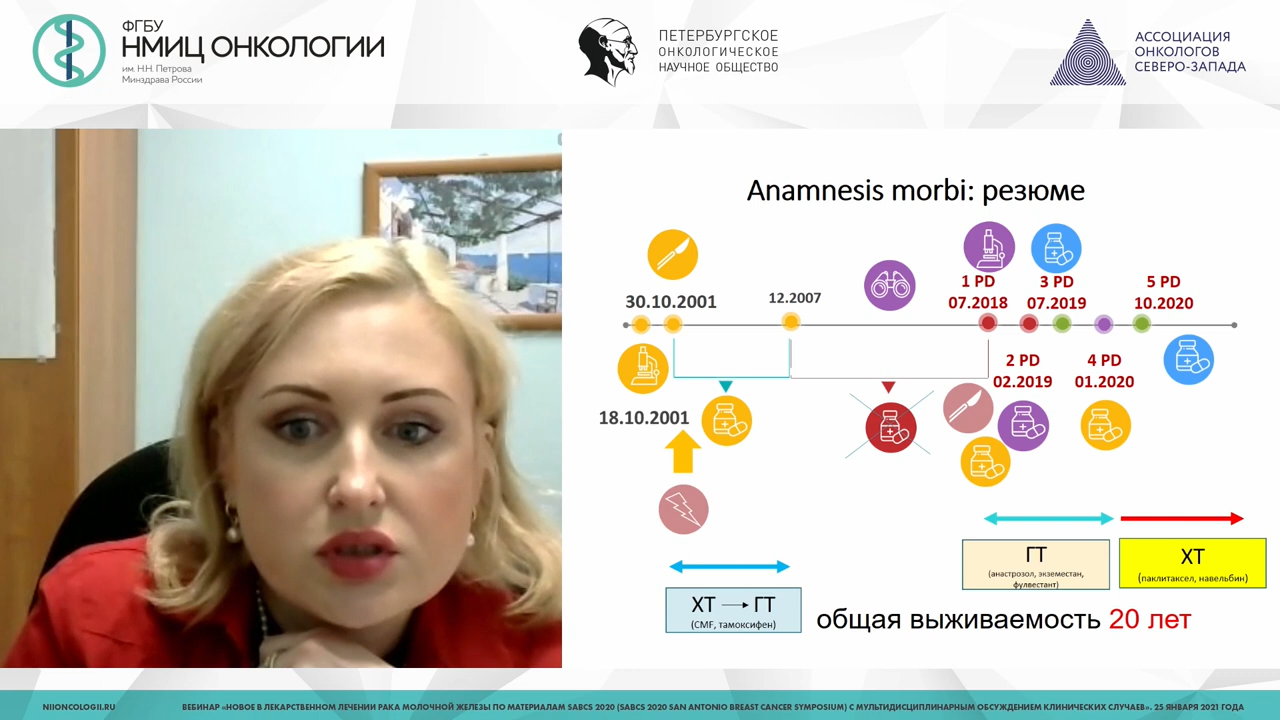 ФГБУ
НМИЦ ОНКОЛОГИИ
им. Н.Н. Петрова
Минздрава России
ПЕТЕРБУРГСКОЕ
ОНКОЛОГИЧЕСКОЕ
НАУЧНОЕ ОБЩЕСТВО
АССОЦИАЦИЯ
ОНКОЛОГОВ
СЕВЕРО-ЗАПАДА
Anamnesis morbi: резюме
30.10.2001
12.2007
1 PD
07.2018
3 PD
07.2019
5 PD
10.2020
18.10.2001
2 PD
02.2019
4 PD
01.2020
ХТ → ГТ
(CMF, тамоксифен)
ГТ
(анастрозол, экземестан,
фулвестант)
ХТ
(паклитаксел, навельбин)
общая выживаемость 20 лет
NIIONCOLOGII.RU
ВЕБИНАР «НОВОЕ В ЛЕКАРСТВЕННОМ ЛЕЧЕНИИ РАКА МОЛОЧНОЙ ЖЕЛЕЗЫ ПО МАТЕРИАЛАМ SABCS 2020 (SABCS 2020 SAN ANTONIO BREAST CANCER SYMPOSIUM) С МУЛЬТИДИСЦИПЛИНАРНЫМ ОБСУЖДЕНИЕМ КЛИНИЧЕСКИХ СЛУЧАЕВ». 25 ЯНВАРЯ 2021 ГОДА